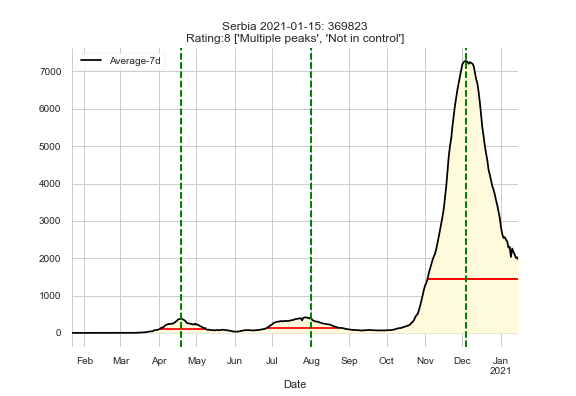 Serbia 2021-01-15: 369823
Rating:8 ['Multiple peaks', 'Not in control']
Average-7d
7000
6000
5000
4000
3000
2000
1000
0
Feb Mar Apr May Jun Jul Aug Sep Oct Nov Dec Jan
2021
Date